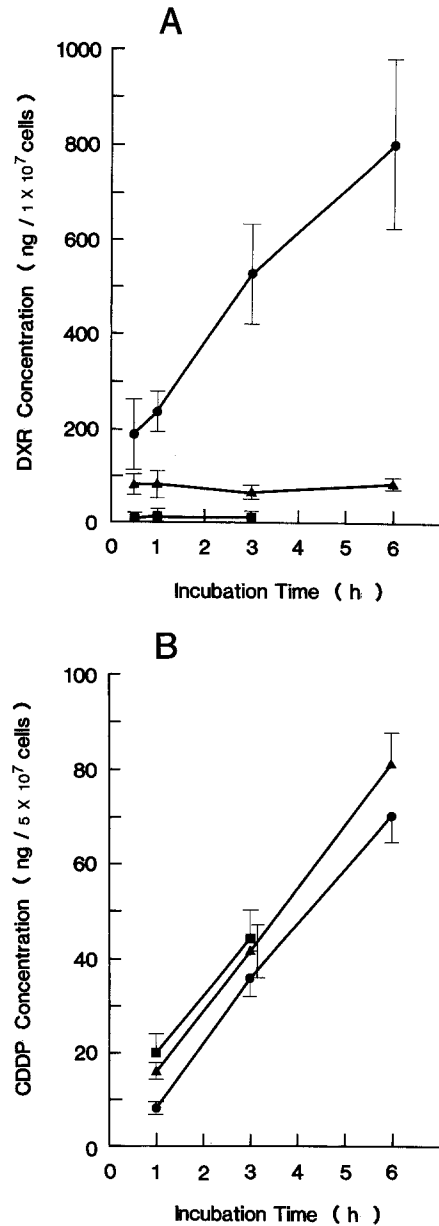 A
1000
800
600
400
200
0
DXR Concentration ( ng / 1 X 10⁷ cells)
0 1 2 3 4 5 6
Incubation Time ( h )
B
100
80
60
40
20
0
CDDP Concentration ( ng / 5 X 10⁷ cells)
0 1 2 3 4 5 6
Incubation Time ( h )